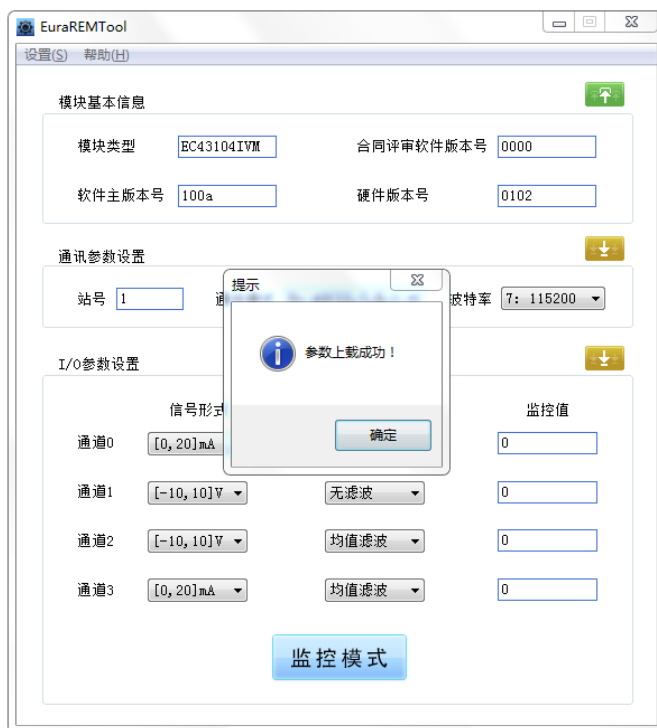 EuraREMTool
设置(S) 帮助(H)
模块基本信息
模块类型 EC43104IVM 合同评审软件版本号 0000
软件主版本号 100a 硬件版本号 0102
通讯参数设置
站号 1 波特率 7: 115200
提示
参数上载成功！
确定
I/O参数设置
信号形式 监控值
通道0 [0,20]mA 0
通道1 [-10,10]V 无滤波 0
通道2 [-10,10]V 均值滤波 0
通道3 [0,20]mA 均值滤波 0
监控模式